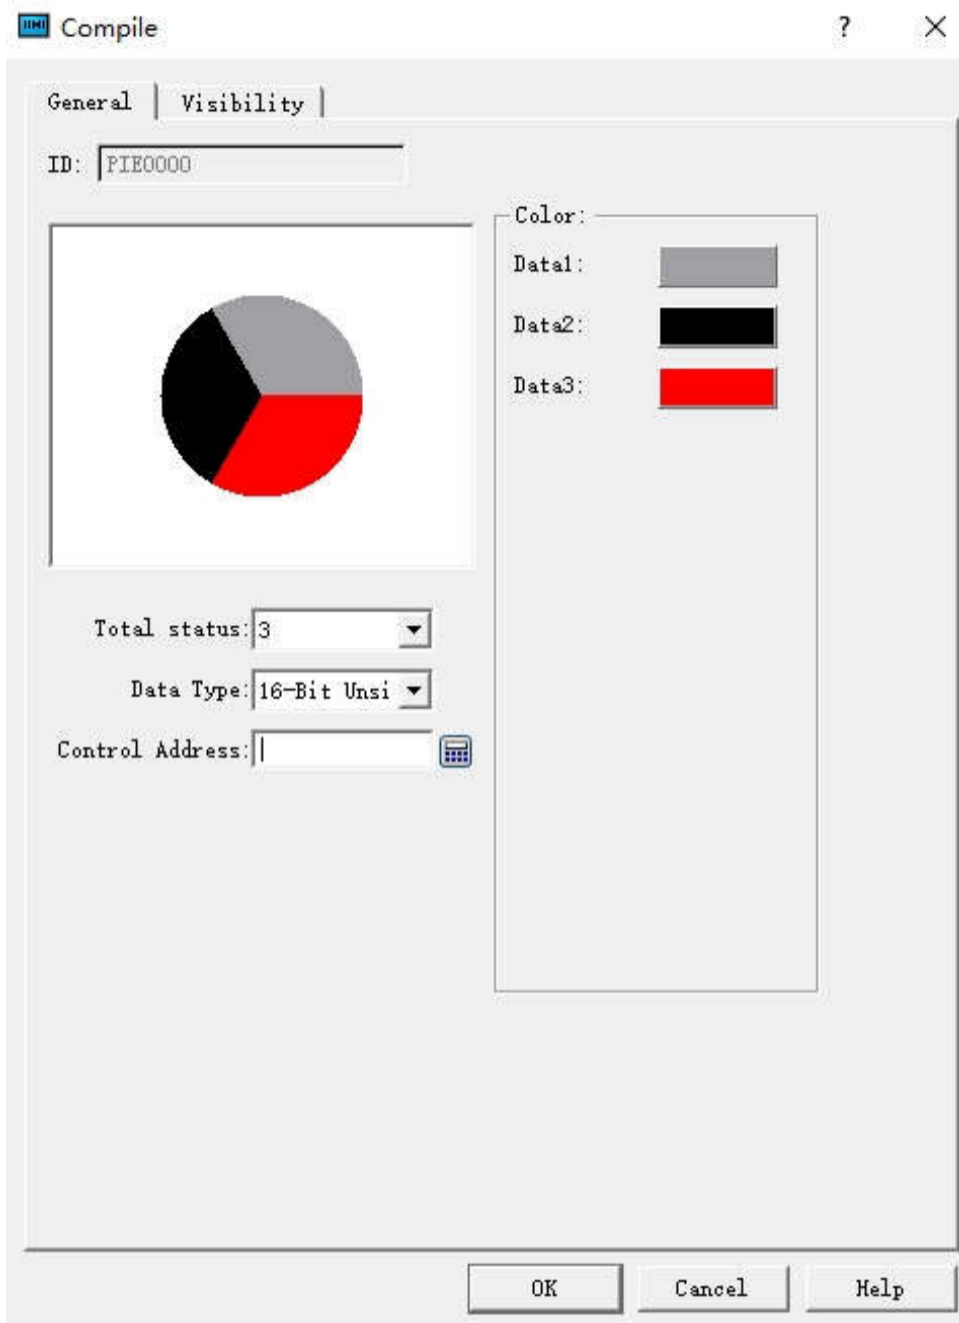 Compile
General
Visibility
ID:
PIE0000
Color:
Data1:
Data2:
Data3:
Total status:
3
Data Type:
16-Bit Unsi
Control Address:
OK
Cancel
Help